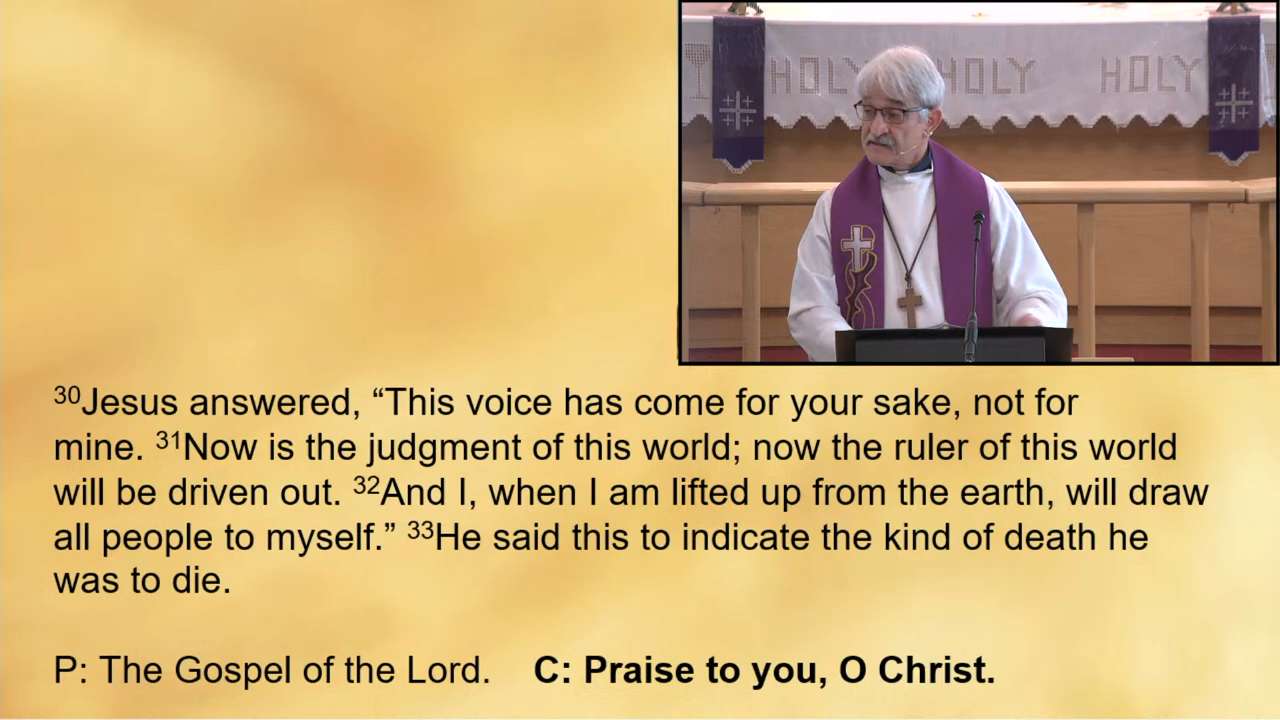 HOLY HOLY HOLY
³⁰Jesus answered, “This voice has come for your sake, not for
mine. ³¹Now is the judgment of this world; now the ruler of this world
will be driven out. ³²And I, when I am lifted up from the earth, will draw
all people to myself.” ³³He said this to indicate the kind of death he
was to die.
P: The Gospel of the Lord. C: Praise to you, O Christ.